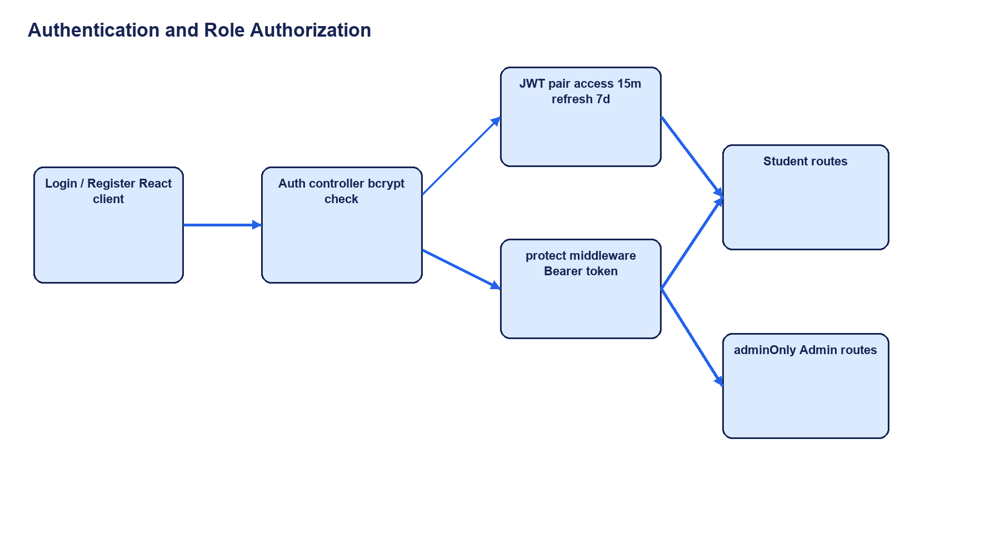 Authentication and Role Authorization
JWT pair access 15m
refresh 7d
Student routes
Login / Register React
client
Auth controller bcrypt
check
protect middleware
Bearer token
adminOnly Admin routes